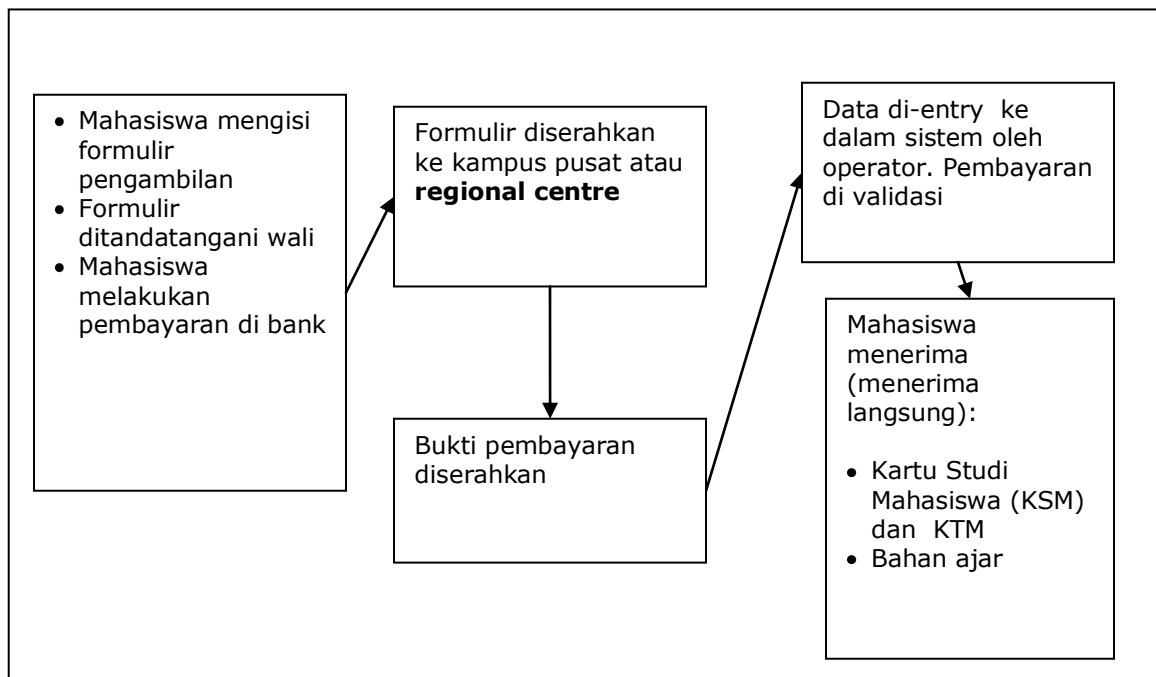 • Mahasiswa mengisi
formulir
pengambilan
• Formulir
ditandatangani wali
• Mahasiswa
melakukan
pembayaran di bank
Formulir diserahkan
ke kampus pusat atau
regional centre
Bukti pembayaran
diserahkan
Data di-entry ke
dalam sistem oleh
operator. Pembayaran
di validasi
Mahasiswa
menerima
(menerima
langsung):
• Kartu Studi
Mahasiswa (KSM)
dan KTM
• Bahan ajar